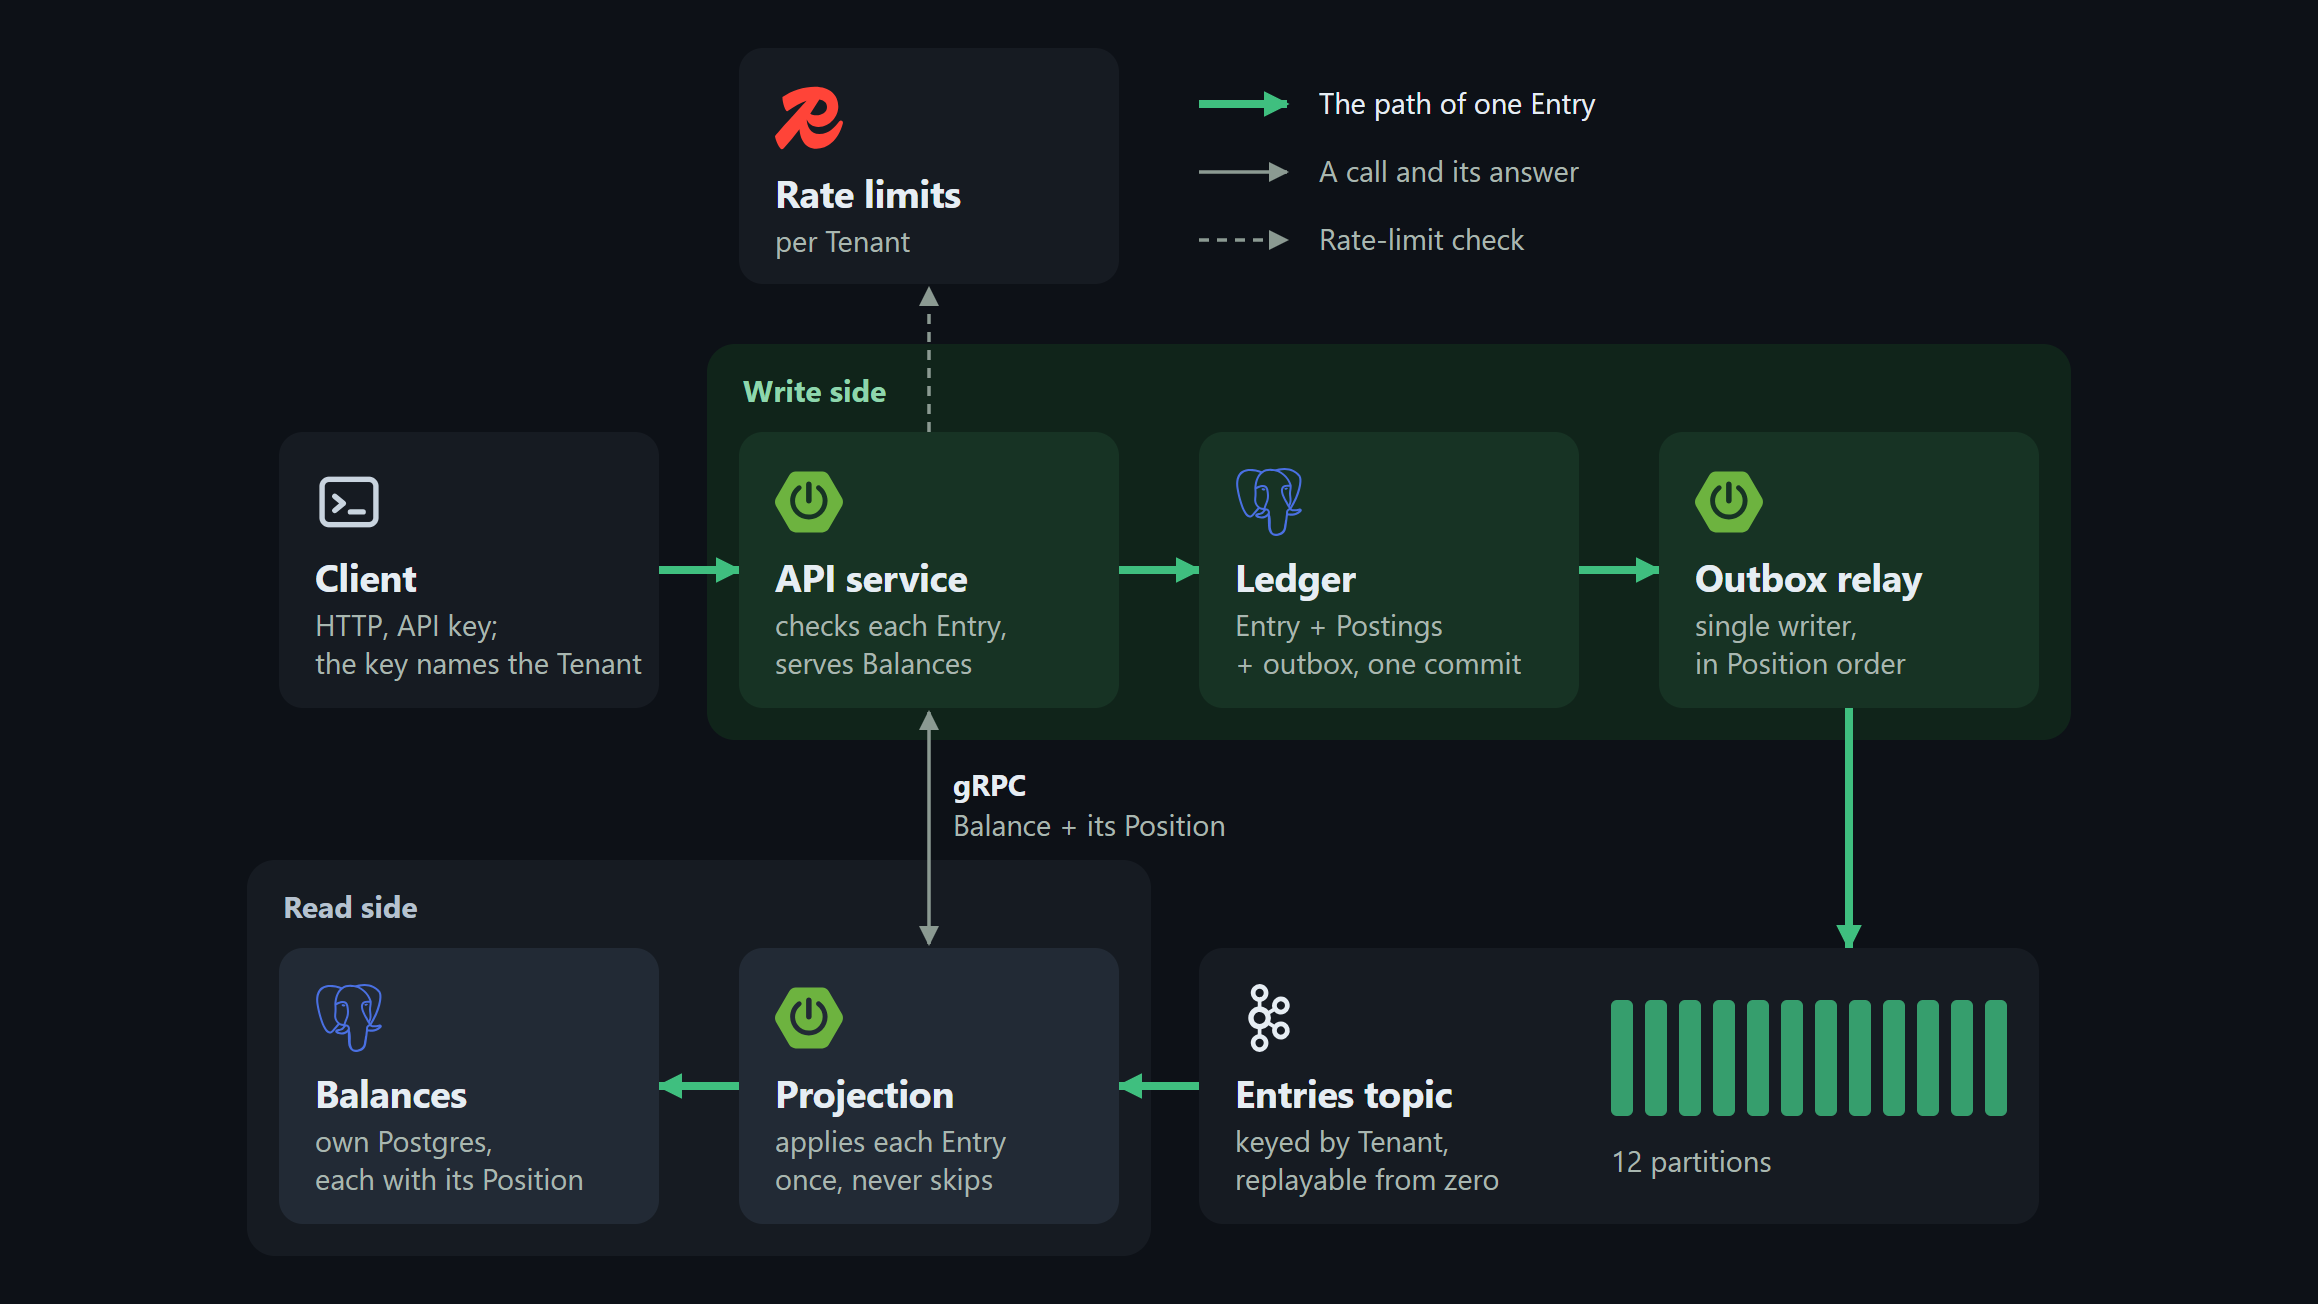 Rate limits
per Tenant
The path of one Entry
A call and its answer
Rate-limit check
Write side
Client
HTTP, API key;
the key names the Tenant
API service
checks each Entry,
serves Balances
Ledger
Entry + Postings
+ outbox, one commit
Outbox relay
single writer,
in Position order
gRPC
Balance + its Position
Read side
Balances
own Postgres,
each with its Position
Projection
applies each Entry
once, never skips
Entries topic
keyed by Tenant,
replayable from zero
12 partitions